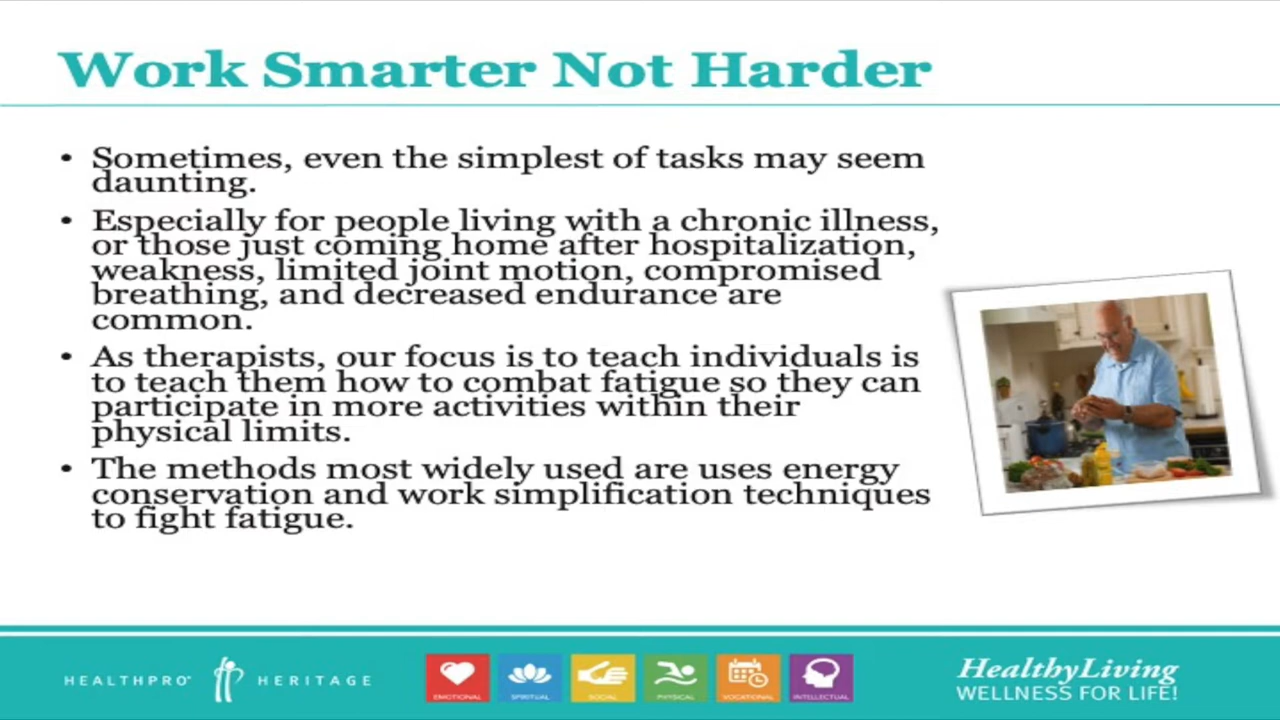 Work Smarter Not Harder
• Sometimes, even the simplest of tasks may seem
daunting.
• Especially for people living with a chronic illness,
or those just coming home after hospitalization,
weakness, limited joint motion, compromised
breathing, and decreased endurance are
common.
• As therapists, our focus is to teach individuals is
to teach them how to combat fatigue so they can
participate in more activities within their
physical limits.
• The methods most widely used are uses energy
conservation and work simplification techniques
to fight fatigue.
HEALTHPRO HERITAGE
EMOTIONAL
SPIRITUAL
SOCIAL
PHYSICAL
VOCATIONAL
INTELLECTUAL
HealthyLiving
WELLNESS FOR LIFE!